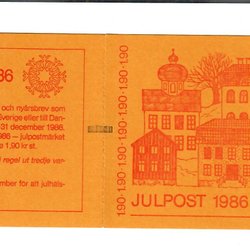 86
och nyårsbrev som
Sverige eller till Dan-
31 december 1986.
1986 — julpostmärket
e 1,90 kr st.
i regel ut tredje var-
mber för att julhäls-
1.90 1.90 1.90 1.90 1.90 1.90
JULPOST 1986